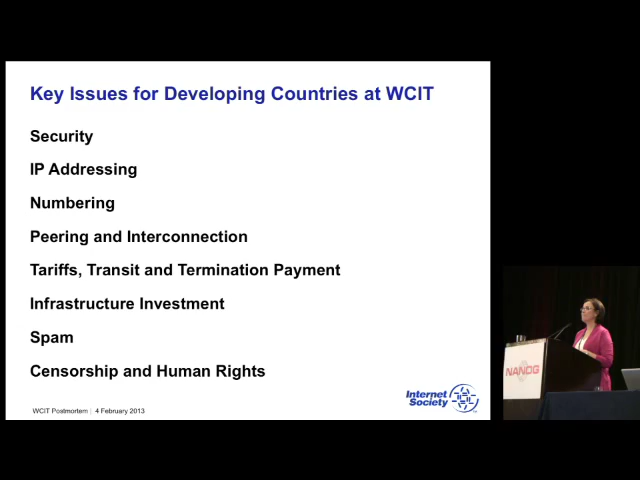 Key Issues for Developing Countries at WCIT
Security
IP Addressing
Numbering
Peering and Interconnection
Tariffs, Transit and Termination Payment
Infrastructure Investment
Spam
Censorship and Human Rights
WCIT Postmortem | 4 February 2013
Internet
Society
NANOG